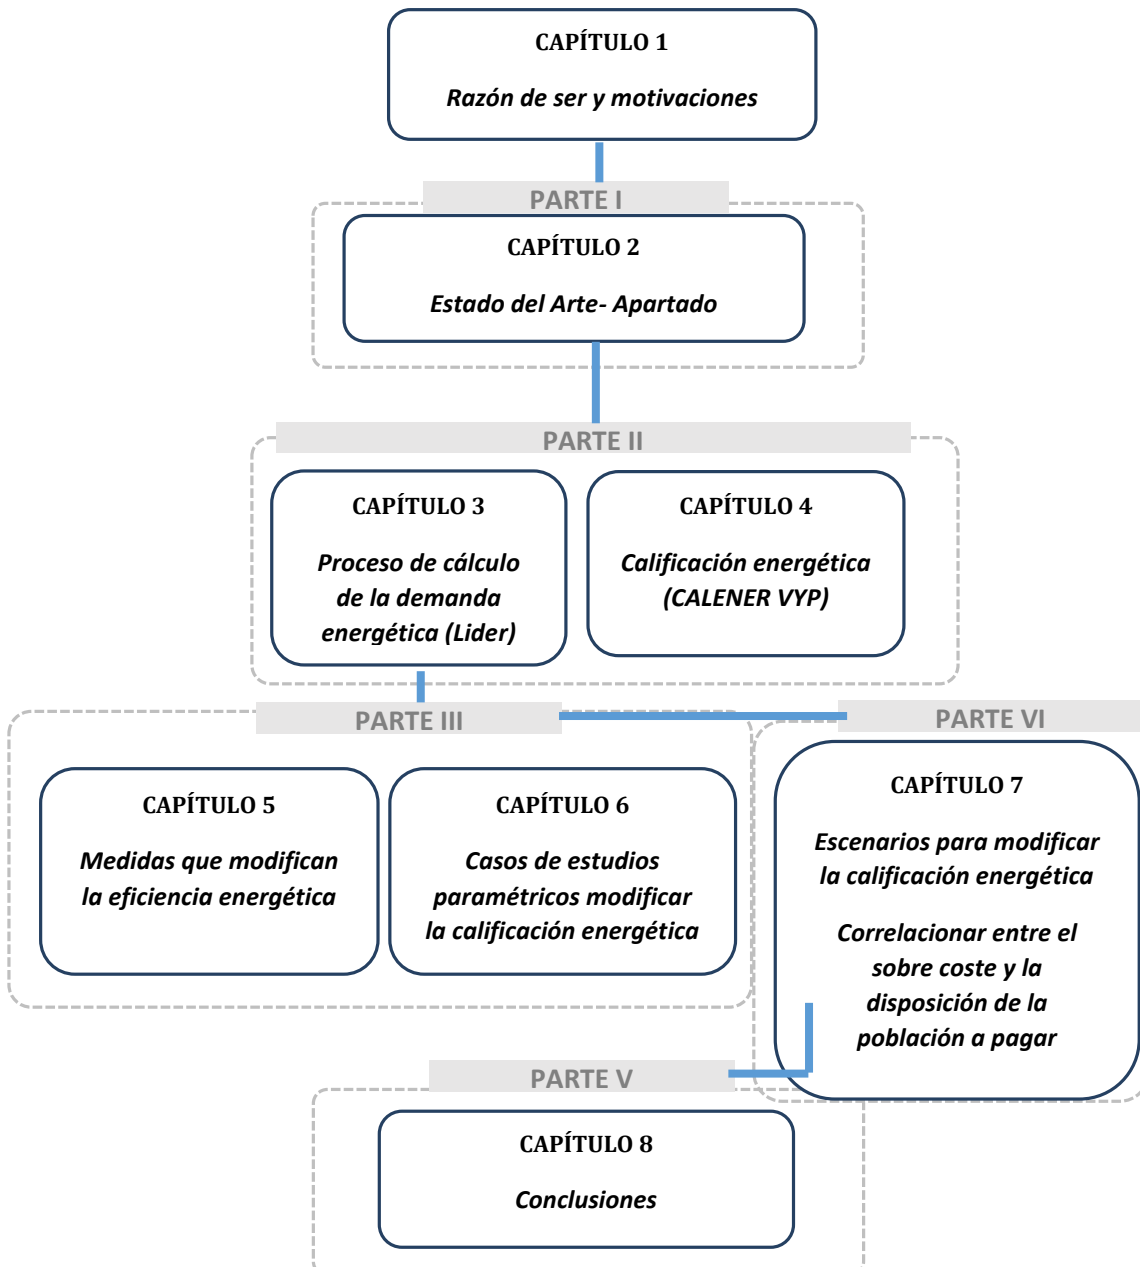 CAPÍTULO 1
Razón de ser y motivaciones
PARTE I
CAPÍTULO 2
Estado del Arte- Apartado
PARTE II
CAPÍTULO 3
Proceso de cálculo
de la demanda
energética (Lider)
CAPÍTULO 4
Calificación energética
(CALENER VYP)
PARTE III
CAPÍTULO 5
Medidas que modifican
la eficiencia energética
CAPÍTULO 6
Casos de estudios
paramétricos modificar
la calificación energética
PARTE VI
CAPÍTULO 7
Escenarios para modificar
la calificación energética
Correlacionar entre el
sobre coste y la
disposición de la
población a pagar
PARTE V
CAPÍTULO 8
Conclusiones